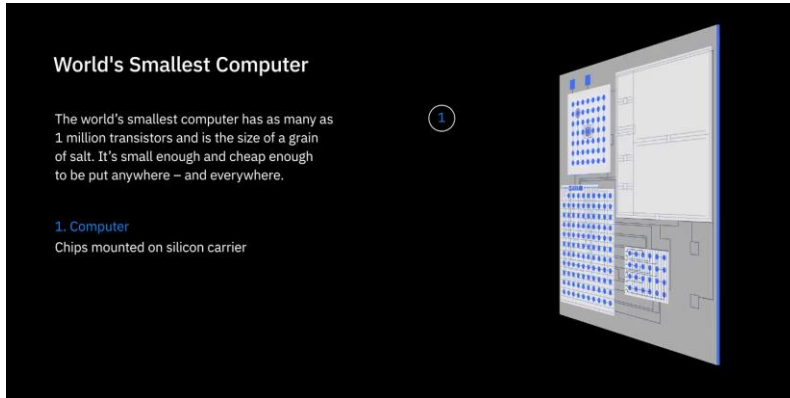 World's Smallest Computer
The world’s smallest computer has as many as
1 million transistors and is the size of a grain
of salt. It’s small enough and cheap enough
to be put anywhere – and everywhere.
1
1. Computer
Chips mounted on silicon carrier